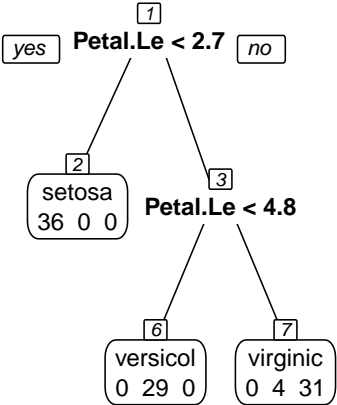 1
yes
Petal.Le < 2.7
no
2
setosa
36 0 0
3
Petal.Le < 4.8
6
versicol
0 29 0
7
virginic
0 4 31